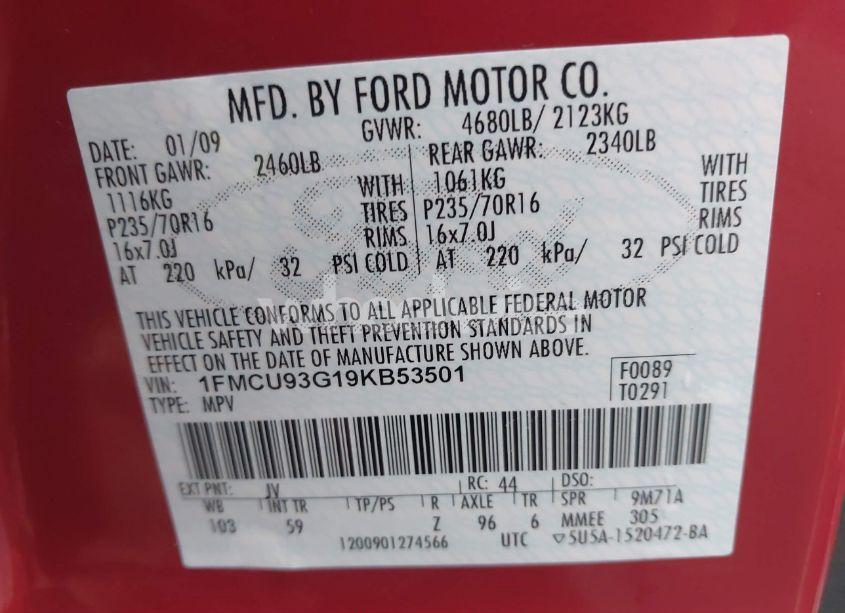 MFD. BY FORD MOTOR CO.
DATE: 01/09 GVWR: 4680LB/ 2123KG
FRONT GAWR: 2460LB REAR GAWR: 2340LB
1116KG WITH 1061KG WITH
P235/70R16 TIRES P235/70R16 TIRES
16x7.0J RIMS 16x7.0J RIMS
AT 220 kPa/ 32 PSI COLD AT 220 kPa/ 32 PSI COLD
THIS VEHICLE CONFORMS TO ALL APPLICABLE FEDERAL MOTOR
VEHICLE SAFETY AND THEFT PREVENTION STANDARDS IN
EFFECT ON THE DATE OF MANUFACTURE SHOWN ABOVE.
VIN: 1FMCU93G19KB53501 F0089
TYPE: MPV T0291
EXT PNT: JV RC: 44 DSO:
WB INT TR TP/PS R AXLE TR SPR 9M71A
103 59 Z 96 6 MMEE 305
1200901274566 UTC ▽5U5A-1520472-BA